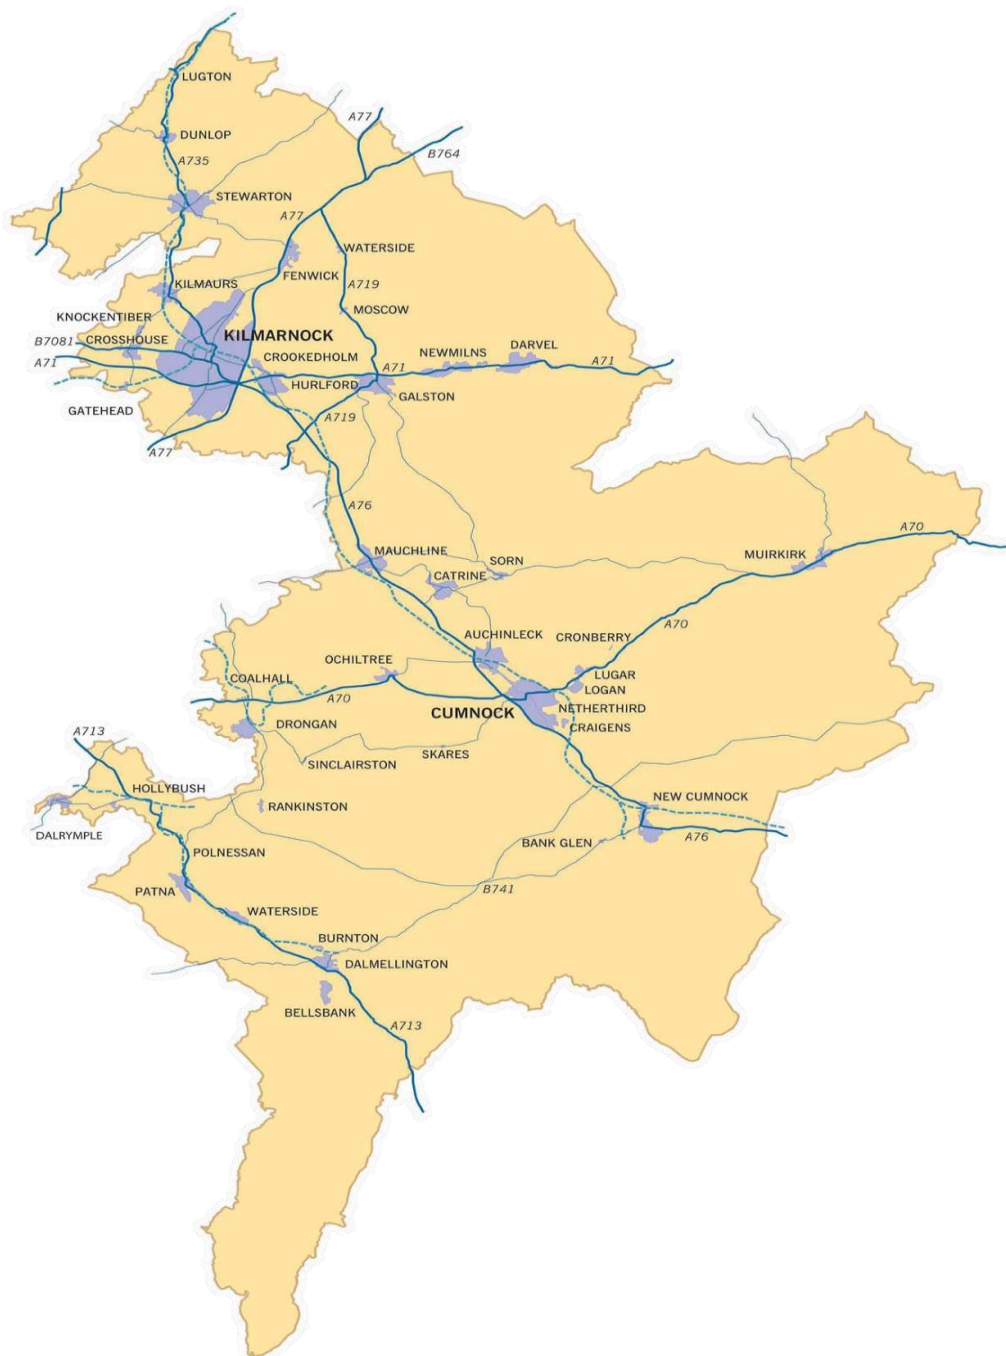 LUGTON
A77
DUNLOP
B764
A735
STEWARTON
A77
WATERSIDE
FENWICK
A719
KILMAURS
MOSCOW
KNOCKENTIBER
KILMARNOCK
B7081
CROSSHOUSE
DARVEL
NEWMILNS
CROOKEDHOLM
A71
A71
A71
HURLFORD
GALSTON
GATEHEAD
A719
A77
A76
A70
MAUCHLINE
MUIRKIRK
SORN
CATRINE
A70
AUCHINLECK
CRONBERRY
OCHILTREE
LUGAR
COALHALL
LOGAN
A70
NETHERTHIRD
CUMNOCK
DRONGAN
CRAIGENS
A713
SKARES
SINCLAIRSTON
HOLLYBUSH
NEW CUMNOCK
RANKINSTON
DALRYMPLE
A76
BANK GLEN
POLNESSAN
B741
PATNA
WATERSIDE
BURNTON
DALMELLINGTON
BELLSBANK
A713